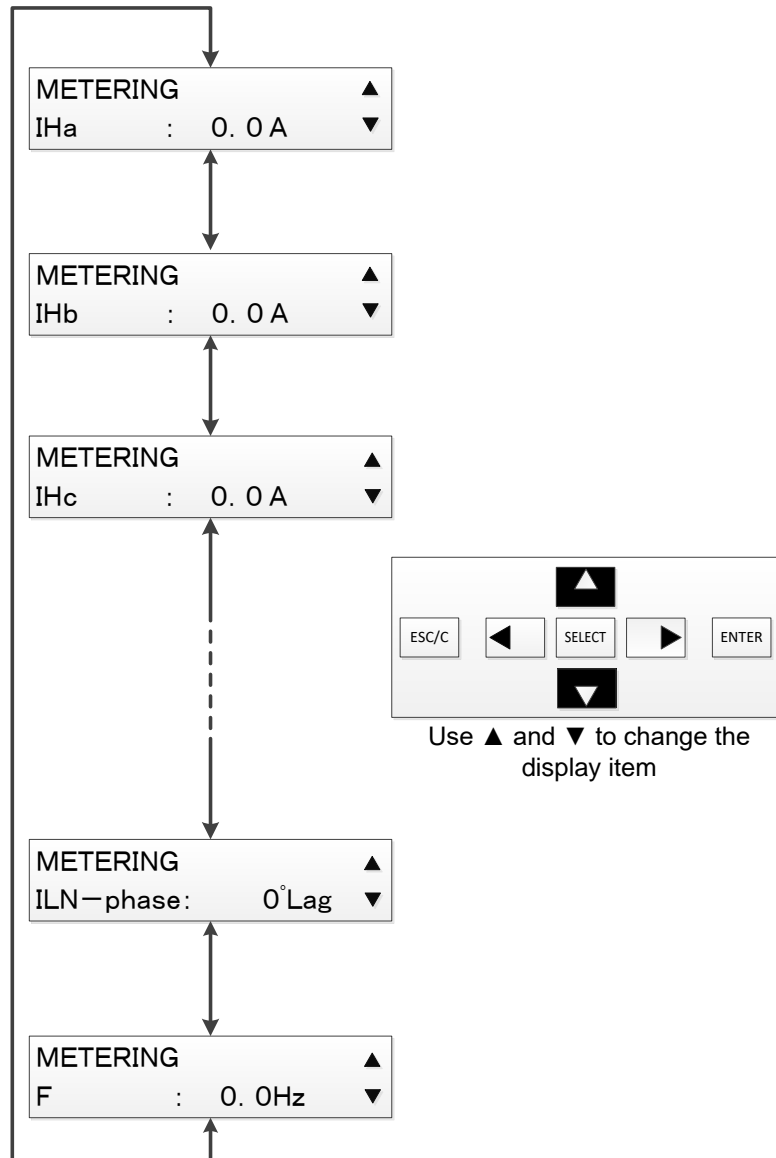 METERING ▲
IHa : 0. 0 A ▼
METERING ▲
IHb : 0. 0 A ▼
METERING ▲
IHc : 0. 0 A ▼
ESC/C ◀ SELECT ▶ ENTER
Use ▲ and ▼ to change the
display item
METERING ▲
ILN－phase: 0°Lag ▼
METERING ▲
F : 0. 0Hz ▼